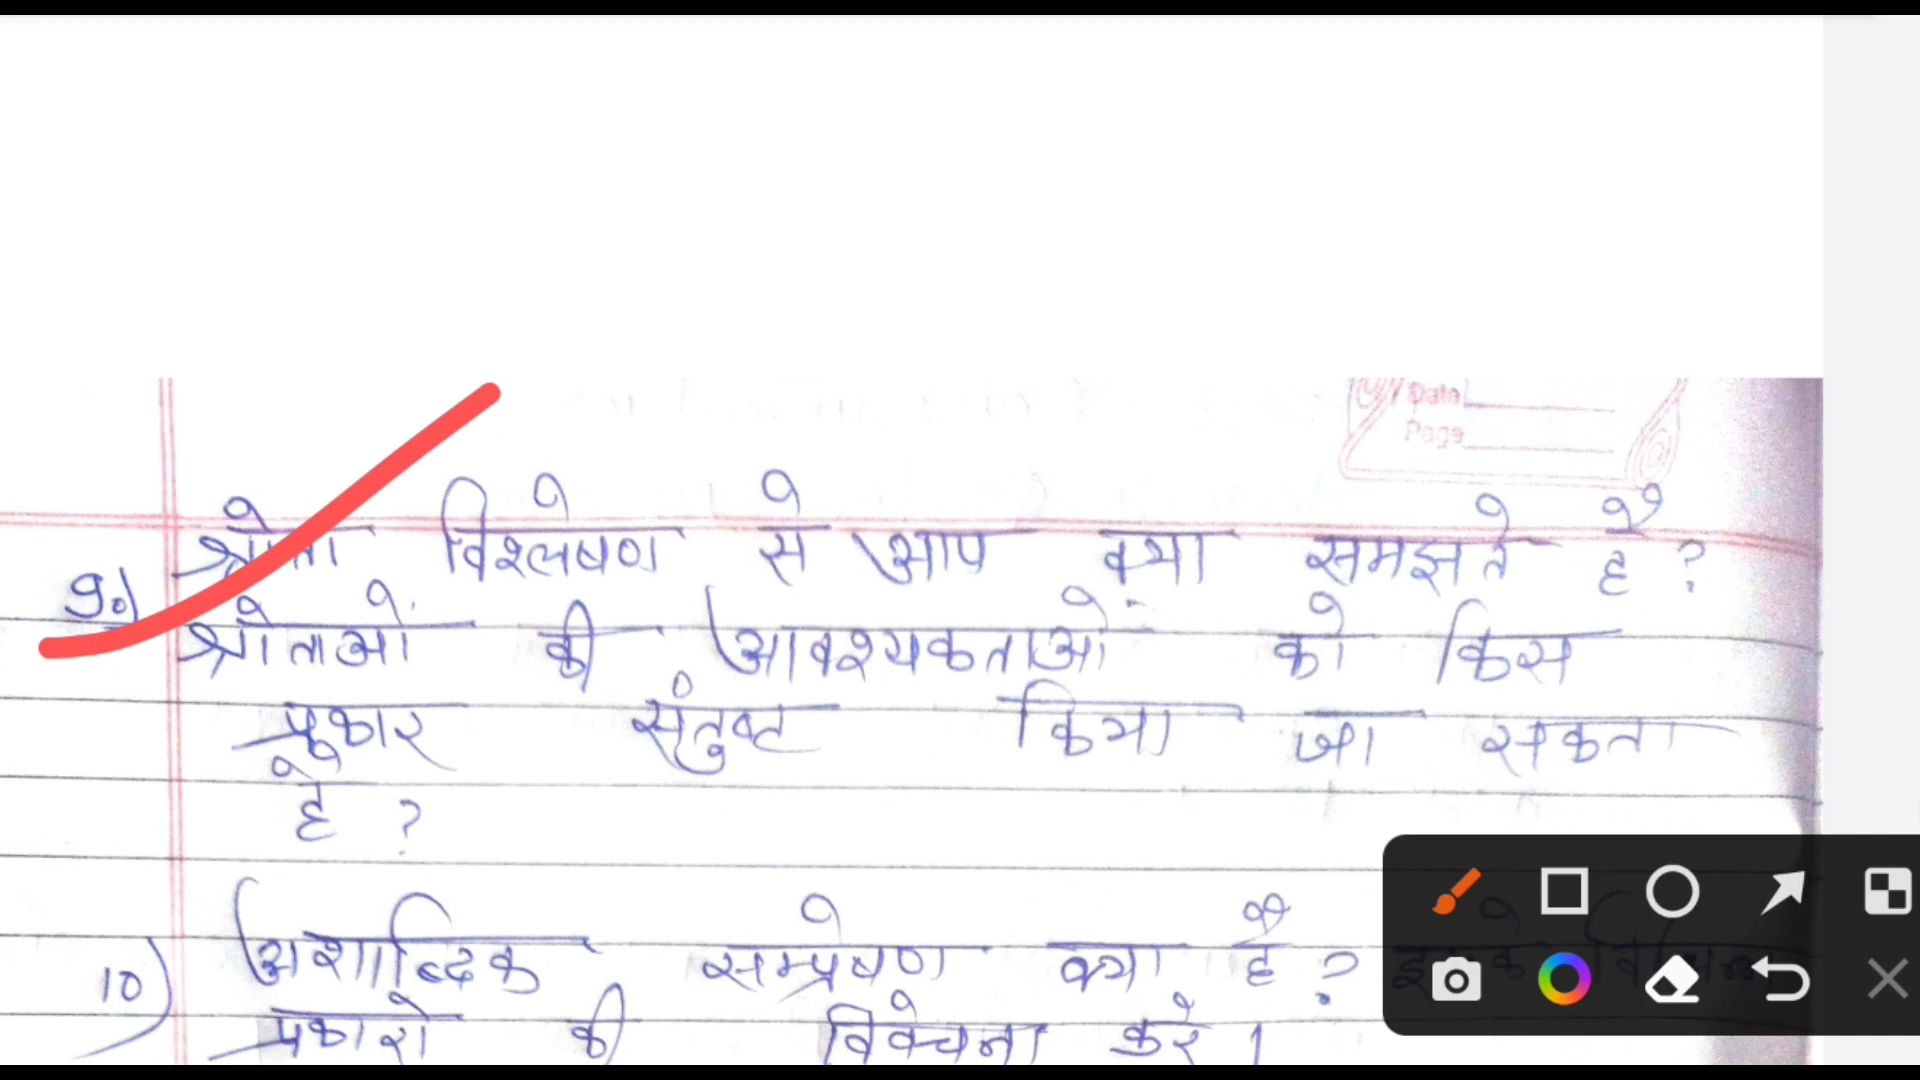 Date
Page
9.) श्रोता विश्लेषण से आप क्या समझते है ?
श्रोताओ की आवश्यकताओ को किस
प्रकार संतुष्ट किया जा सकता
है ?
10) अशाब्दिक सम्प्रेषण क्या है ?
प्रकारो की विवेचना करे ।